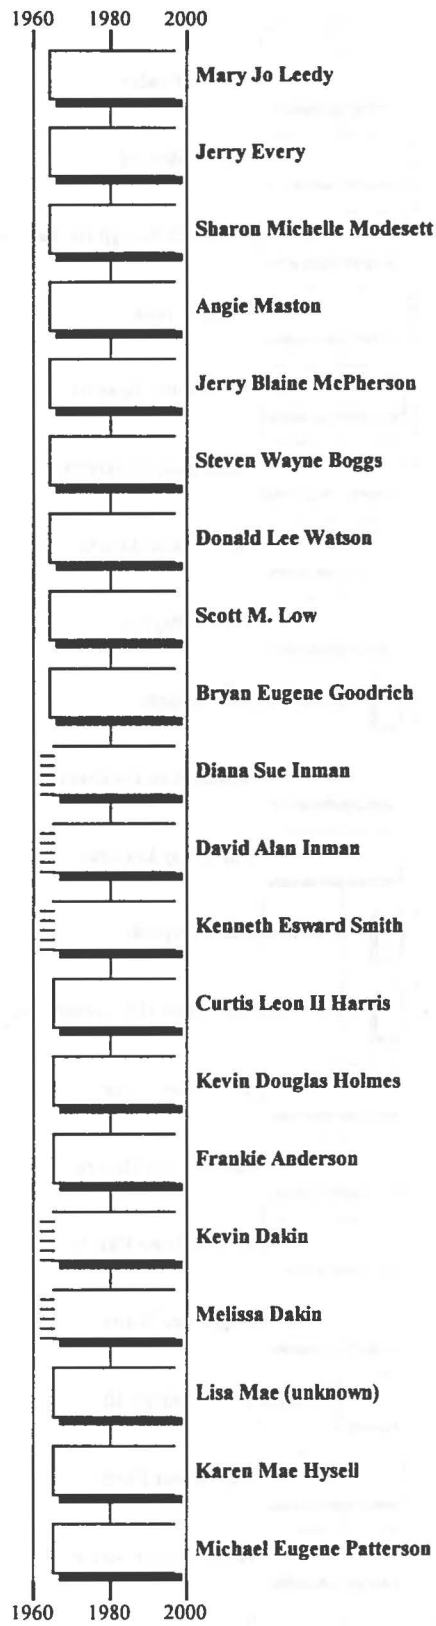 1960 1980 2000
Mary Jo Leedy
Jerry Every
Sharon Michelle Modesett
Angie Maston
Jerry Blaine McPherson
Steven Wayne Boggs
Donald Lee Watson
Scott M. Low
Bryan Eugene Goodrich
Diana Sue Inman
David Alan Inman
Kenneth Esward Smith
Curtis Leon II Harris
Kevin Douglas Holmes
Frankie Anderson
Kevin Dakin
Melissa Dakin
Lisa Mae (unknown)
Karen Mae Hysell
Michael Eugene Patterson
1960 1980 2000